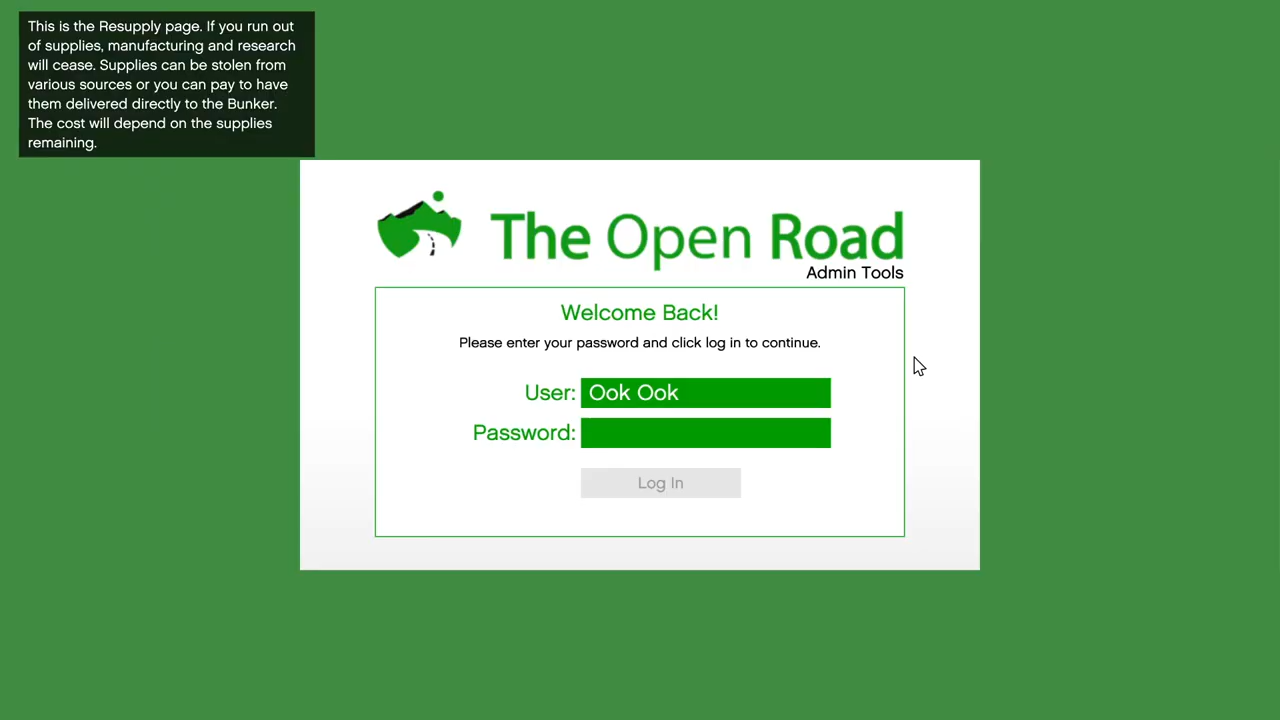 This is the Resupply page. If you run out
of supplies, manufacturing and research
will cease. Supplies can be stolen from
various sources or you can pay to have
them delivered directly to the Bunker.
The cost will depend on the supplies
remaining.
The Open Road
Admin Tools
Welcome Back!
Please enter your password and click log in to continue.
User: Ook Ook
Password:
Log In